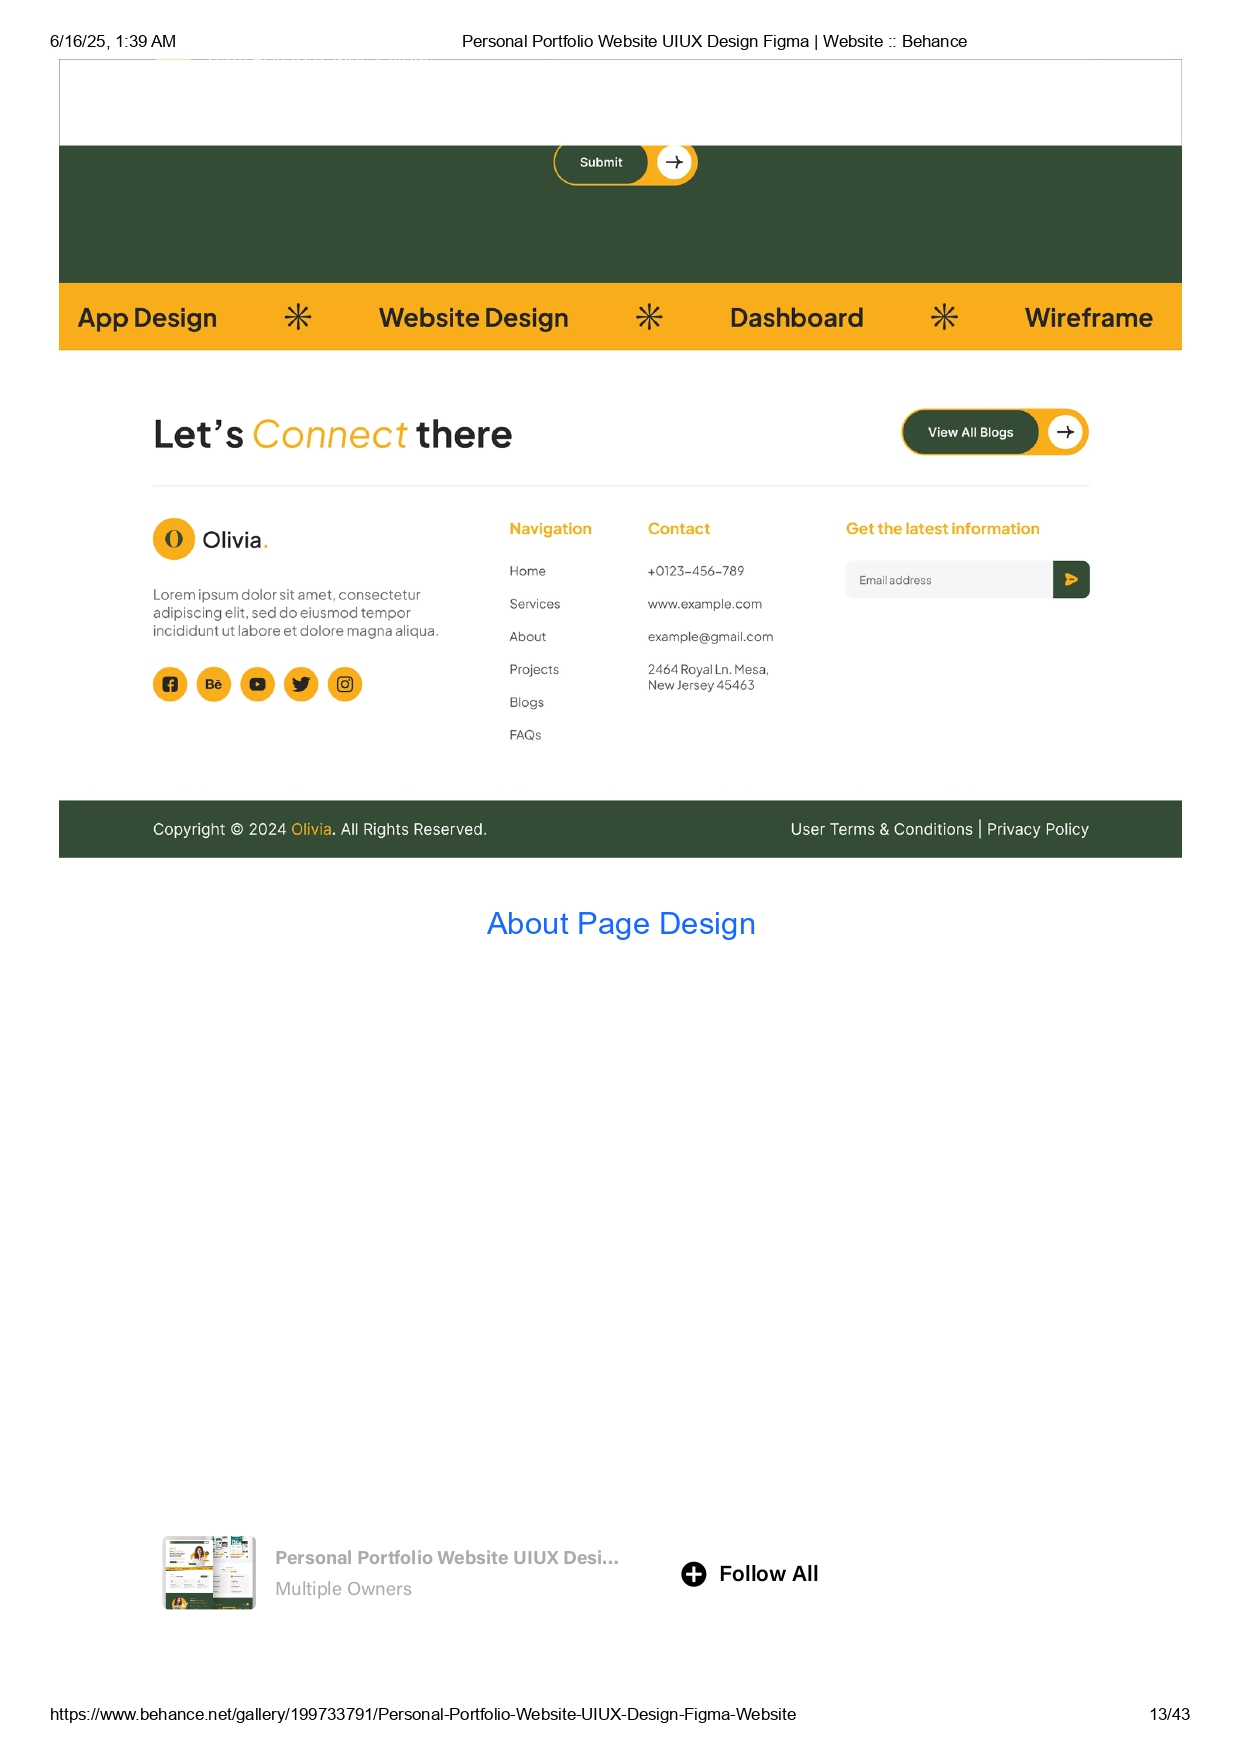 6/16/25, 1:39 AM Personal Portfolio Website UIUX Design Figma | Website :: Behance
Submit
App Design Website Design Dashboard Wireframe
Let's Connect there
View All Blogs
Olivia.
Lorem ipsum dolor sit amet, consectetur
adipiscing elit, sed do eiusmod tempor
incididunt ut labore et dolore magna aliqua.
Bē
Navigation
Home
Services
About
Projects
Blogs
FAQs
Contact
+0123-456-789
www.example.com
example@gmail.com
2464 Royal Ln. Mesa,
New Jersey 45463
Get the latest information
Email address
Copyright © 2024 Olivia. All Rights Reserved.
User Terms & Conditions | Privacy Policy
About Page Design
Personal Portfolio Website UIUX Desi...
Multiple Owners
Follow All
https://www.behance.net/gallery/199733791/Personal-Portfolio-Website-UIUX-Design-Figma-Website 13/43